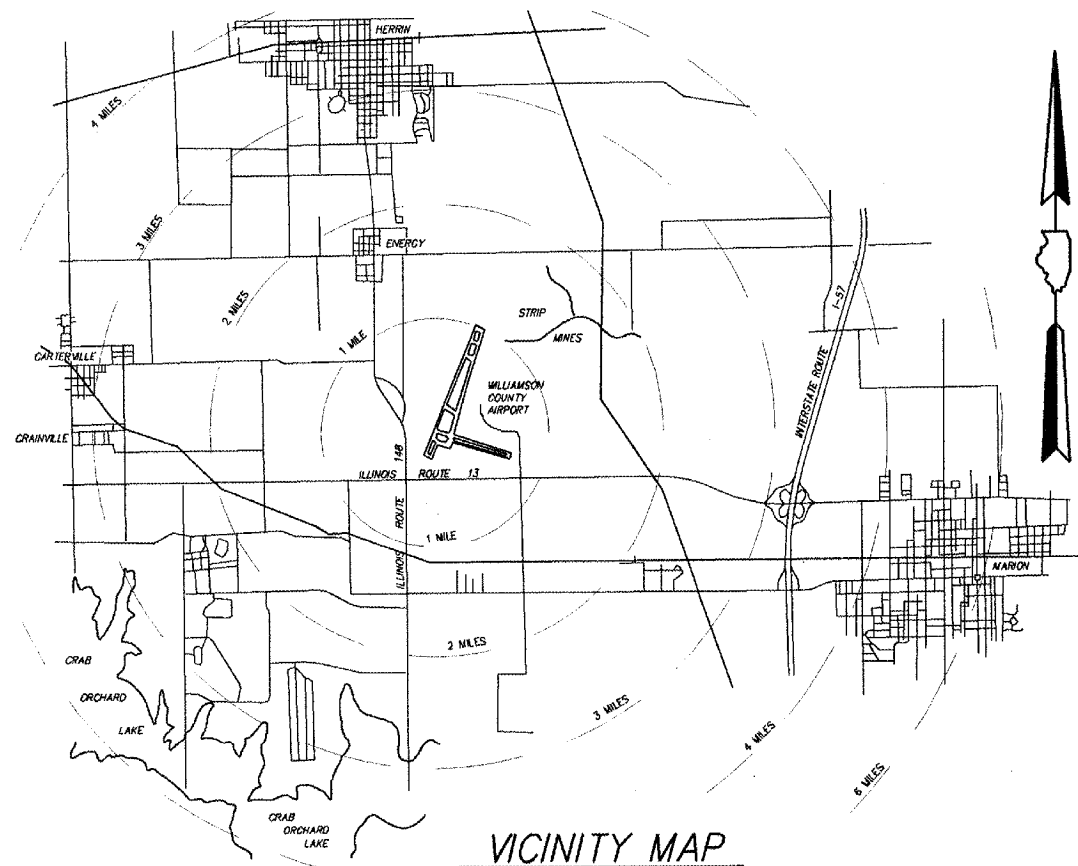 HERRIN
4 MILES
3 MILES
ENERGY
2 MILES
I-57
STRIP
MINES
1 MILE
CARTERVILLE
WILLIAMSON
COUNTY
AIRPORT
INTERSTATE ROUTE
CRAINVILLE
ILLINOIS ROUTE 13
ILLINOIS ROUTE 148
1 MILE
MARION
2 MILES
CRAB
ORCHARD
LAKE
3 MILES
4 MILES
5 MILES
CRAB
ORCHARD
LAKE
VICINITY MAP